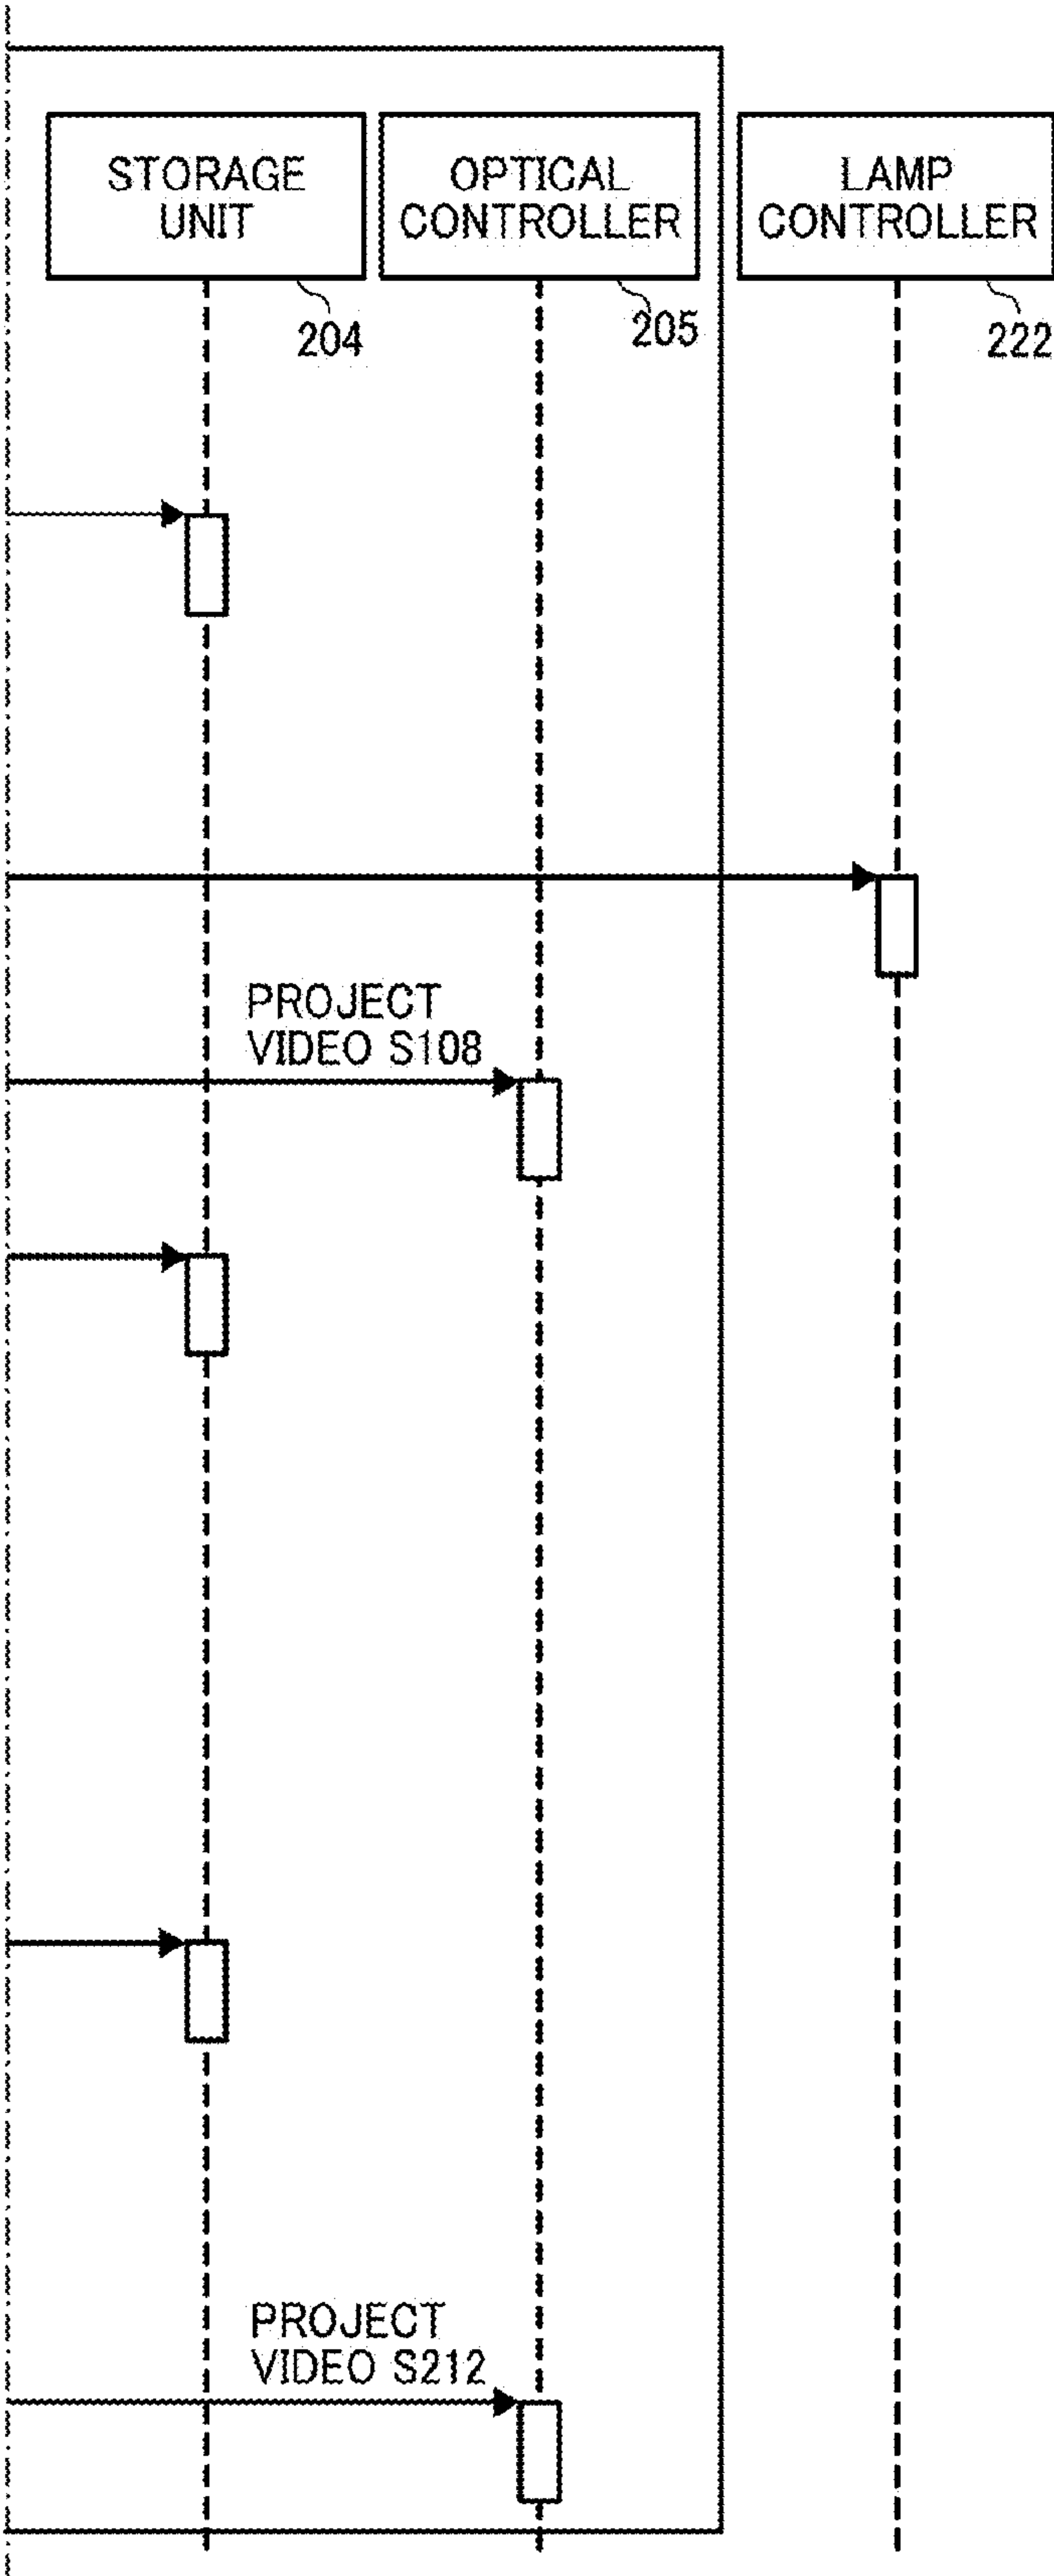 STORAGE
UNIT
OPTICAL
CONTROLLER
LAMP
CONTROLLER
204
205
222
PROJECT
VIDEO S108
PROJECT
VIDEO S212